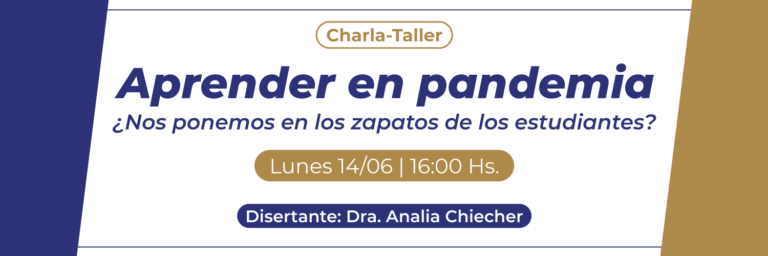 Charla-Taller
Aprender en pandemia
¿Nos ponemos en los zapatos de los estudiantes?
Lunes 14/06 | 16:00 Hs.
Disertante: Dra. Analia Chiecher